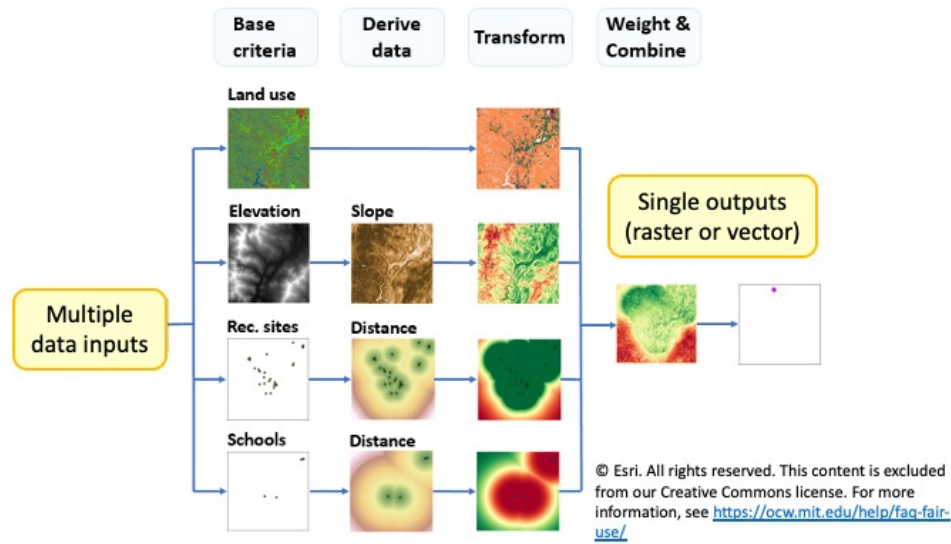 Base
criteria
Derive
data
Transform
Weight &
Combine
Land use
Elevation
Slope
Single outputs
(raster or vector)
Multiple
data inputs
Rec. sites
Distance
Schools
Distance
© Esri. All rights reserved. This content is excluded
from our Creative Commons license. For more
information, see https://ocw.mit.edu/help/faq-fair-
use/